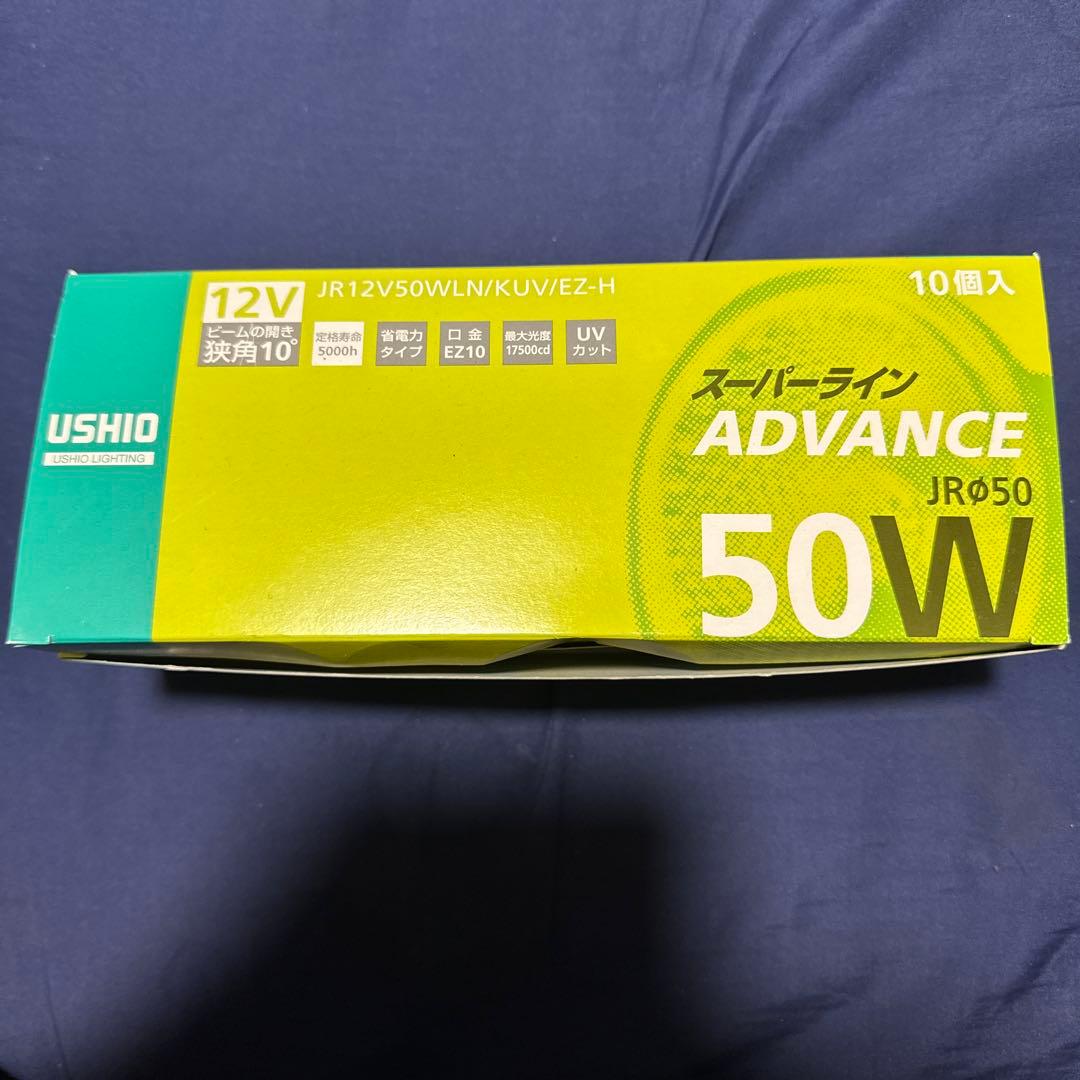 12V
ビームの開き
狭角10°
JR12V50WLN/KUV/EZ-H
定格寿命
5000h
省電力
タイプ
口金
EZ10
最大光度
17500cd
UV
カット
10個入
USHIO
USHIO LIGHTING
スーパーライン
ADVANCE
JRφ50
50W